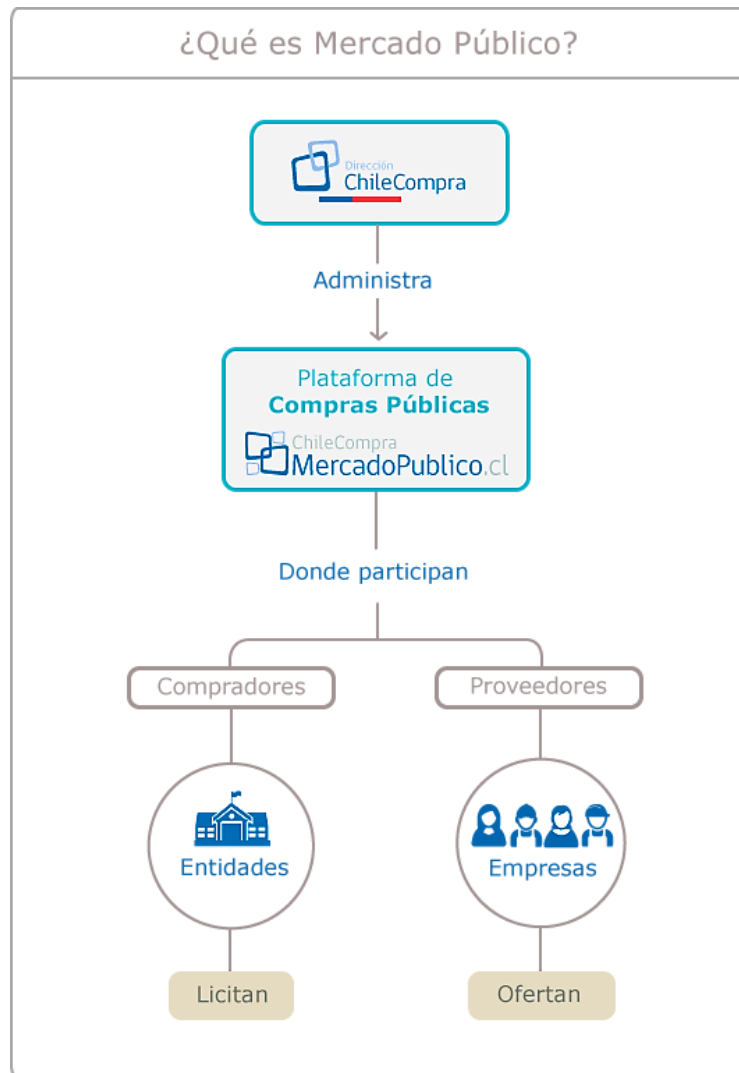 ¿Qué es Mercado Público?
Dirección
ChileCompra
Administra
Plataforma de
Compras Públicas
ChileCompra
MercadoPublico.cl
Donde participan
Compradores
Proveedores
Entidades
Empresas
Licitan
Ofertan